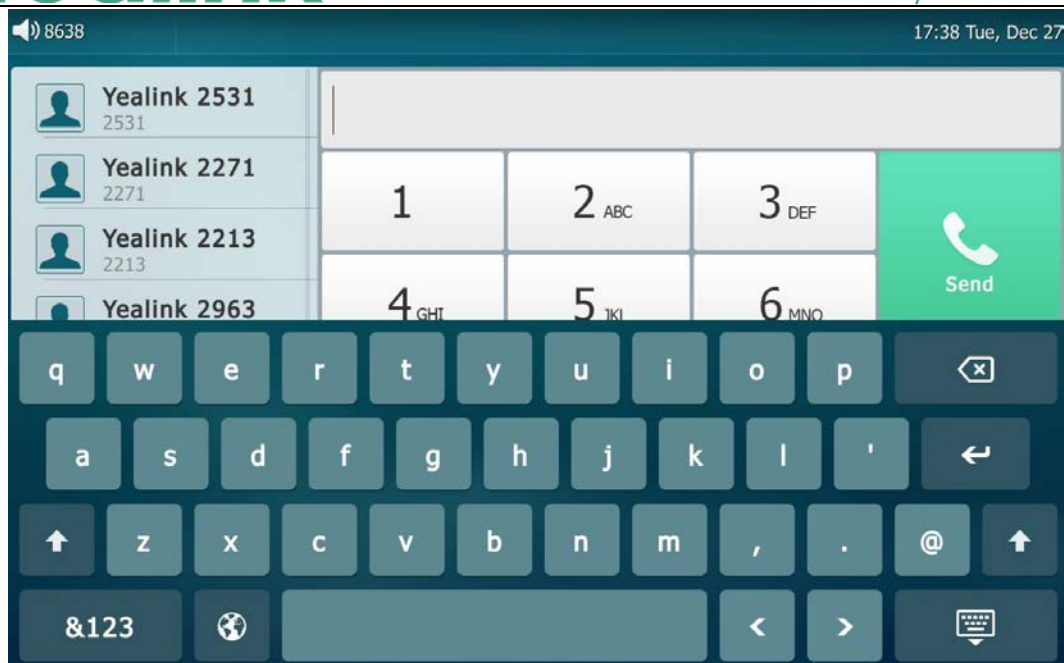 8638 17:38 Tue, Dec 27
Yealink 2531
2531
Yealink 2271
2271
Yealink 2213
2213
Yealink 2963
1 2 ABC 3 DEF
4 GHI 5 JKL 6 MNO
Send
q w e r t y u i o p
a s d f g h j k l '
z x c v b n m , . @
&123 < >